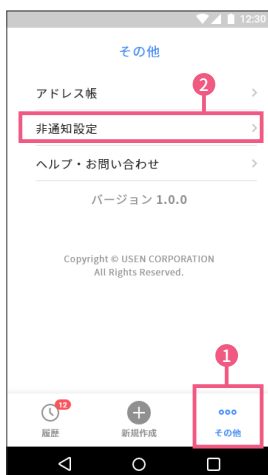 12:30
その他
2
アドレス帳
非通知設定
ヘルプ・お問い合わせ
バージョン 1.0.0
Copyright © USEN CORPORATION
All Rights Reserved.
1
12
履歴
新規作成
その他